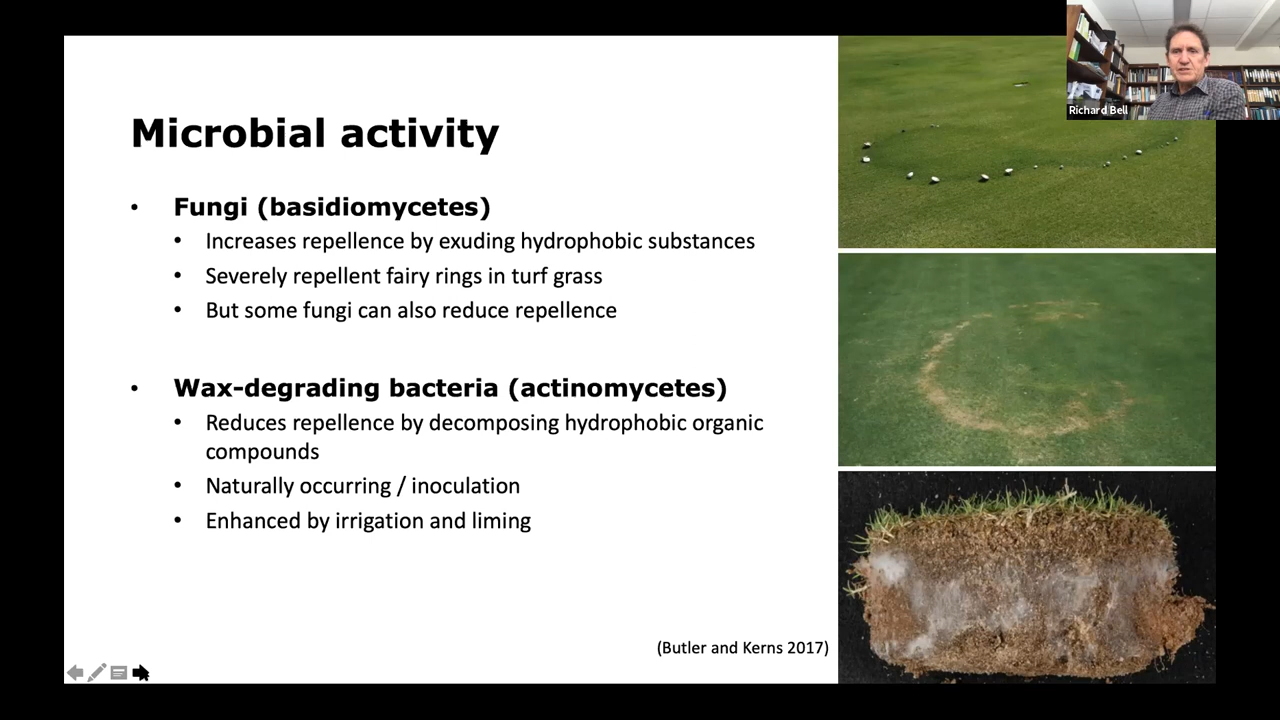 Richard Bell
Microbial activity
• Fungi (basidiomycetes)
• Increases repellence by exuding hydrophobic substances
• Severely repellent fairy rings in turf grass
• But some fungi can also reduce repellence
• Wax-degrading bacteria (actinomycetes)
• Reduces repellence by decomposing hydrophobic organic
compounds
• Naturally occurring / inoculation
• Enhanced by irrigation and liming
(Butler and Kerns 2017)